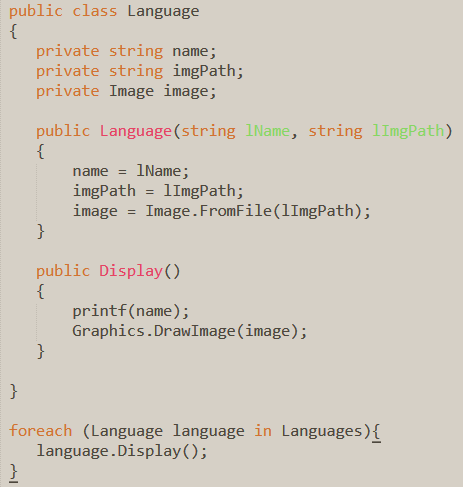 public class Language
{
private string name;
private string imgPath;
private Image image;
public Language(string lName, string lImgPath)
{
name = lName;
imgPath = lImgPath;
image = Image.FromFile(lImgPath);
}
public Display()
{
printf(name);
Graphics.DrawImage(image);
}
}
foreach (Language language in Languages){
language.Display();
}